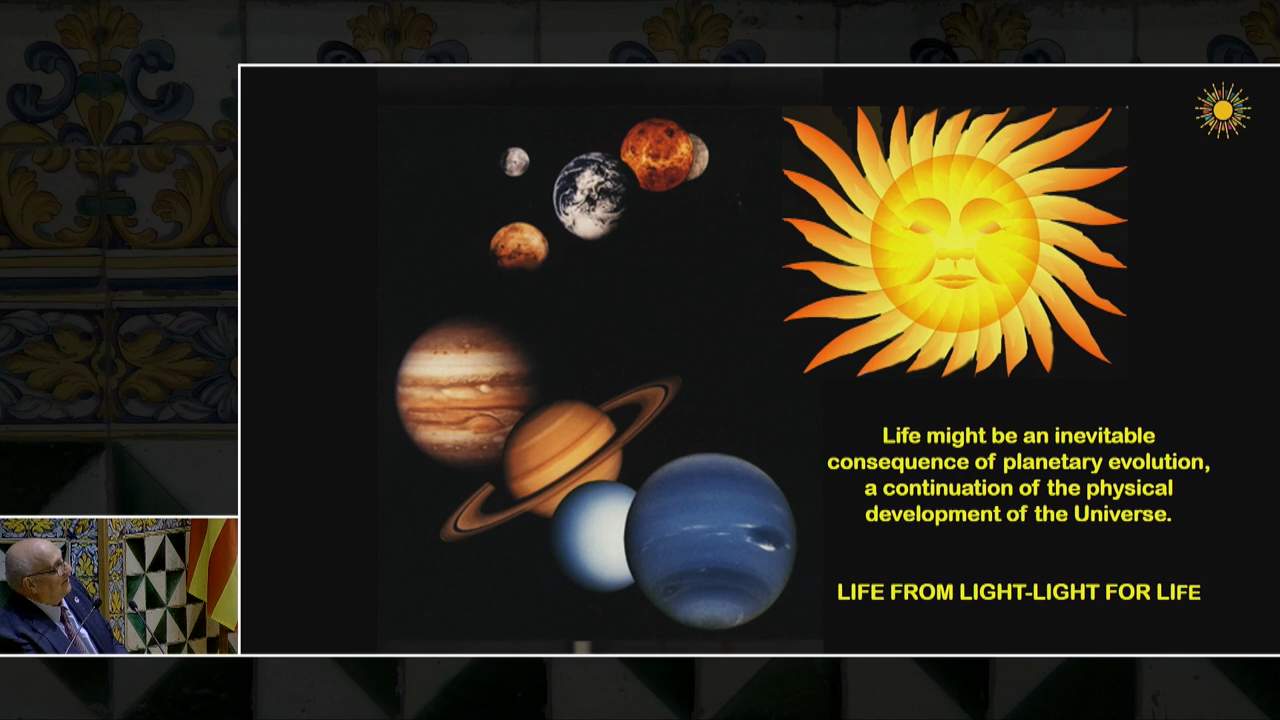 Life might be an inevitable
consequence of planetary evolution,
a continuation of the physical
development of the Universe.
LIFE FROM LIGHT-LIGHT FOR LIFE